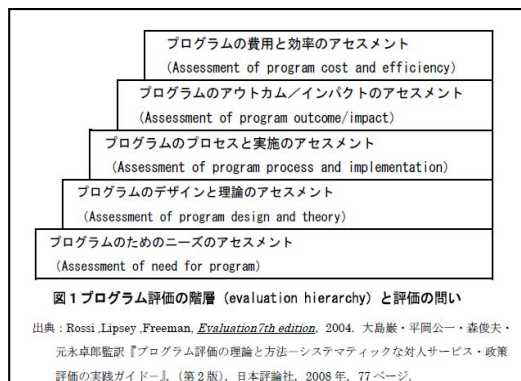 プログラムの費用と効率のアセスメント
(Assessment of program cost and efficiency)
プログラムのアウトカム／インパクトのアセスメント
(Assessment of program outcome/impact)
プログラムのプロセスと実施のアセスメント
(Assessment of program process and implementation)
プログラムのデザインと理論のアセスメント
(Assessment of program design and theory)
プログラムのためのニーズのアセスメント
(Assessment of need for program)
図１プログラム評価の階層（evaluation hierarchy）と評価の問い
出典：Rossi ,Lipsey ,Freeman, Evaluation7th edition，2004．大島巌・平岡公一・森俊夫・
元永卓郎監訳『プログラム評価の理論と方法－システマティックな対人サービス・政策
評価の実践ガイド－』，（第２版），日本評論社，2008 年，77 ページ．